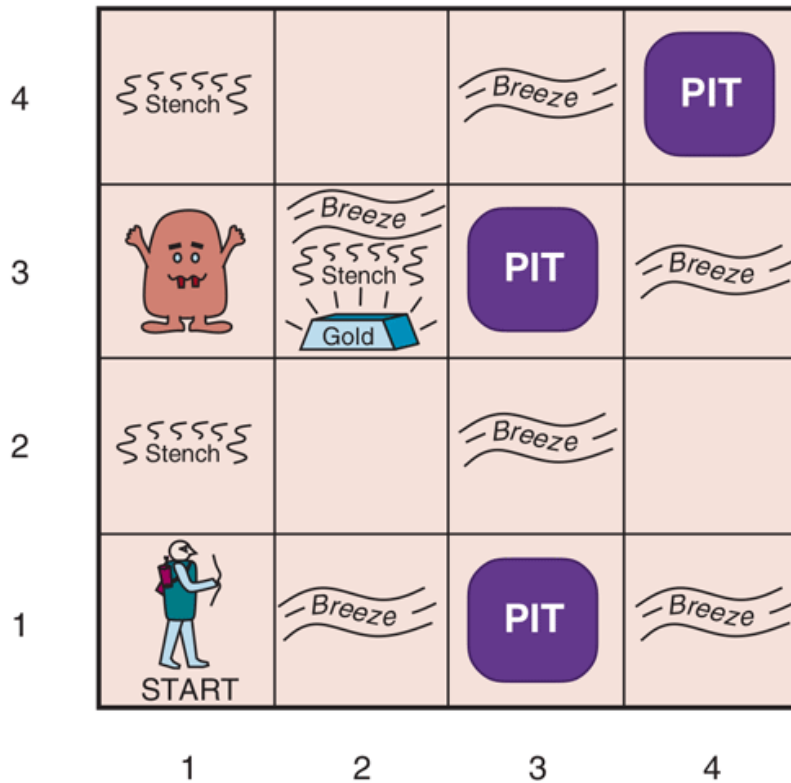 4
Stench
Breeze
PIT
3
Breeze
Stench
Gold
PIT
Breeze
2
Stench
Breeze
1
START
Breeze
PIT
Breeze
1 2 3 4